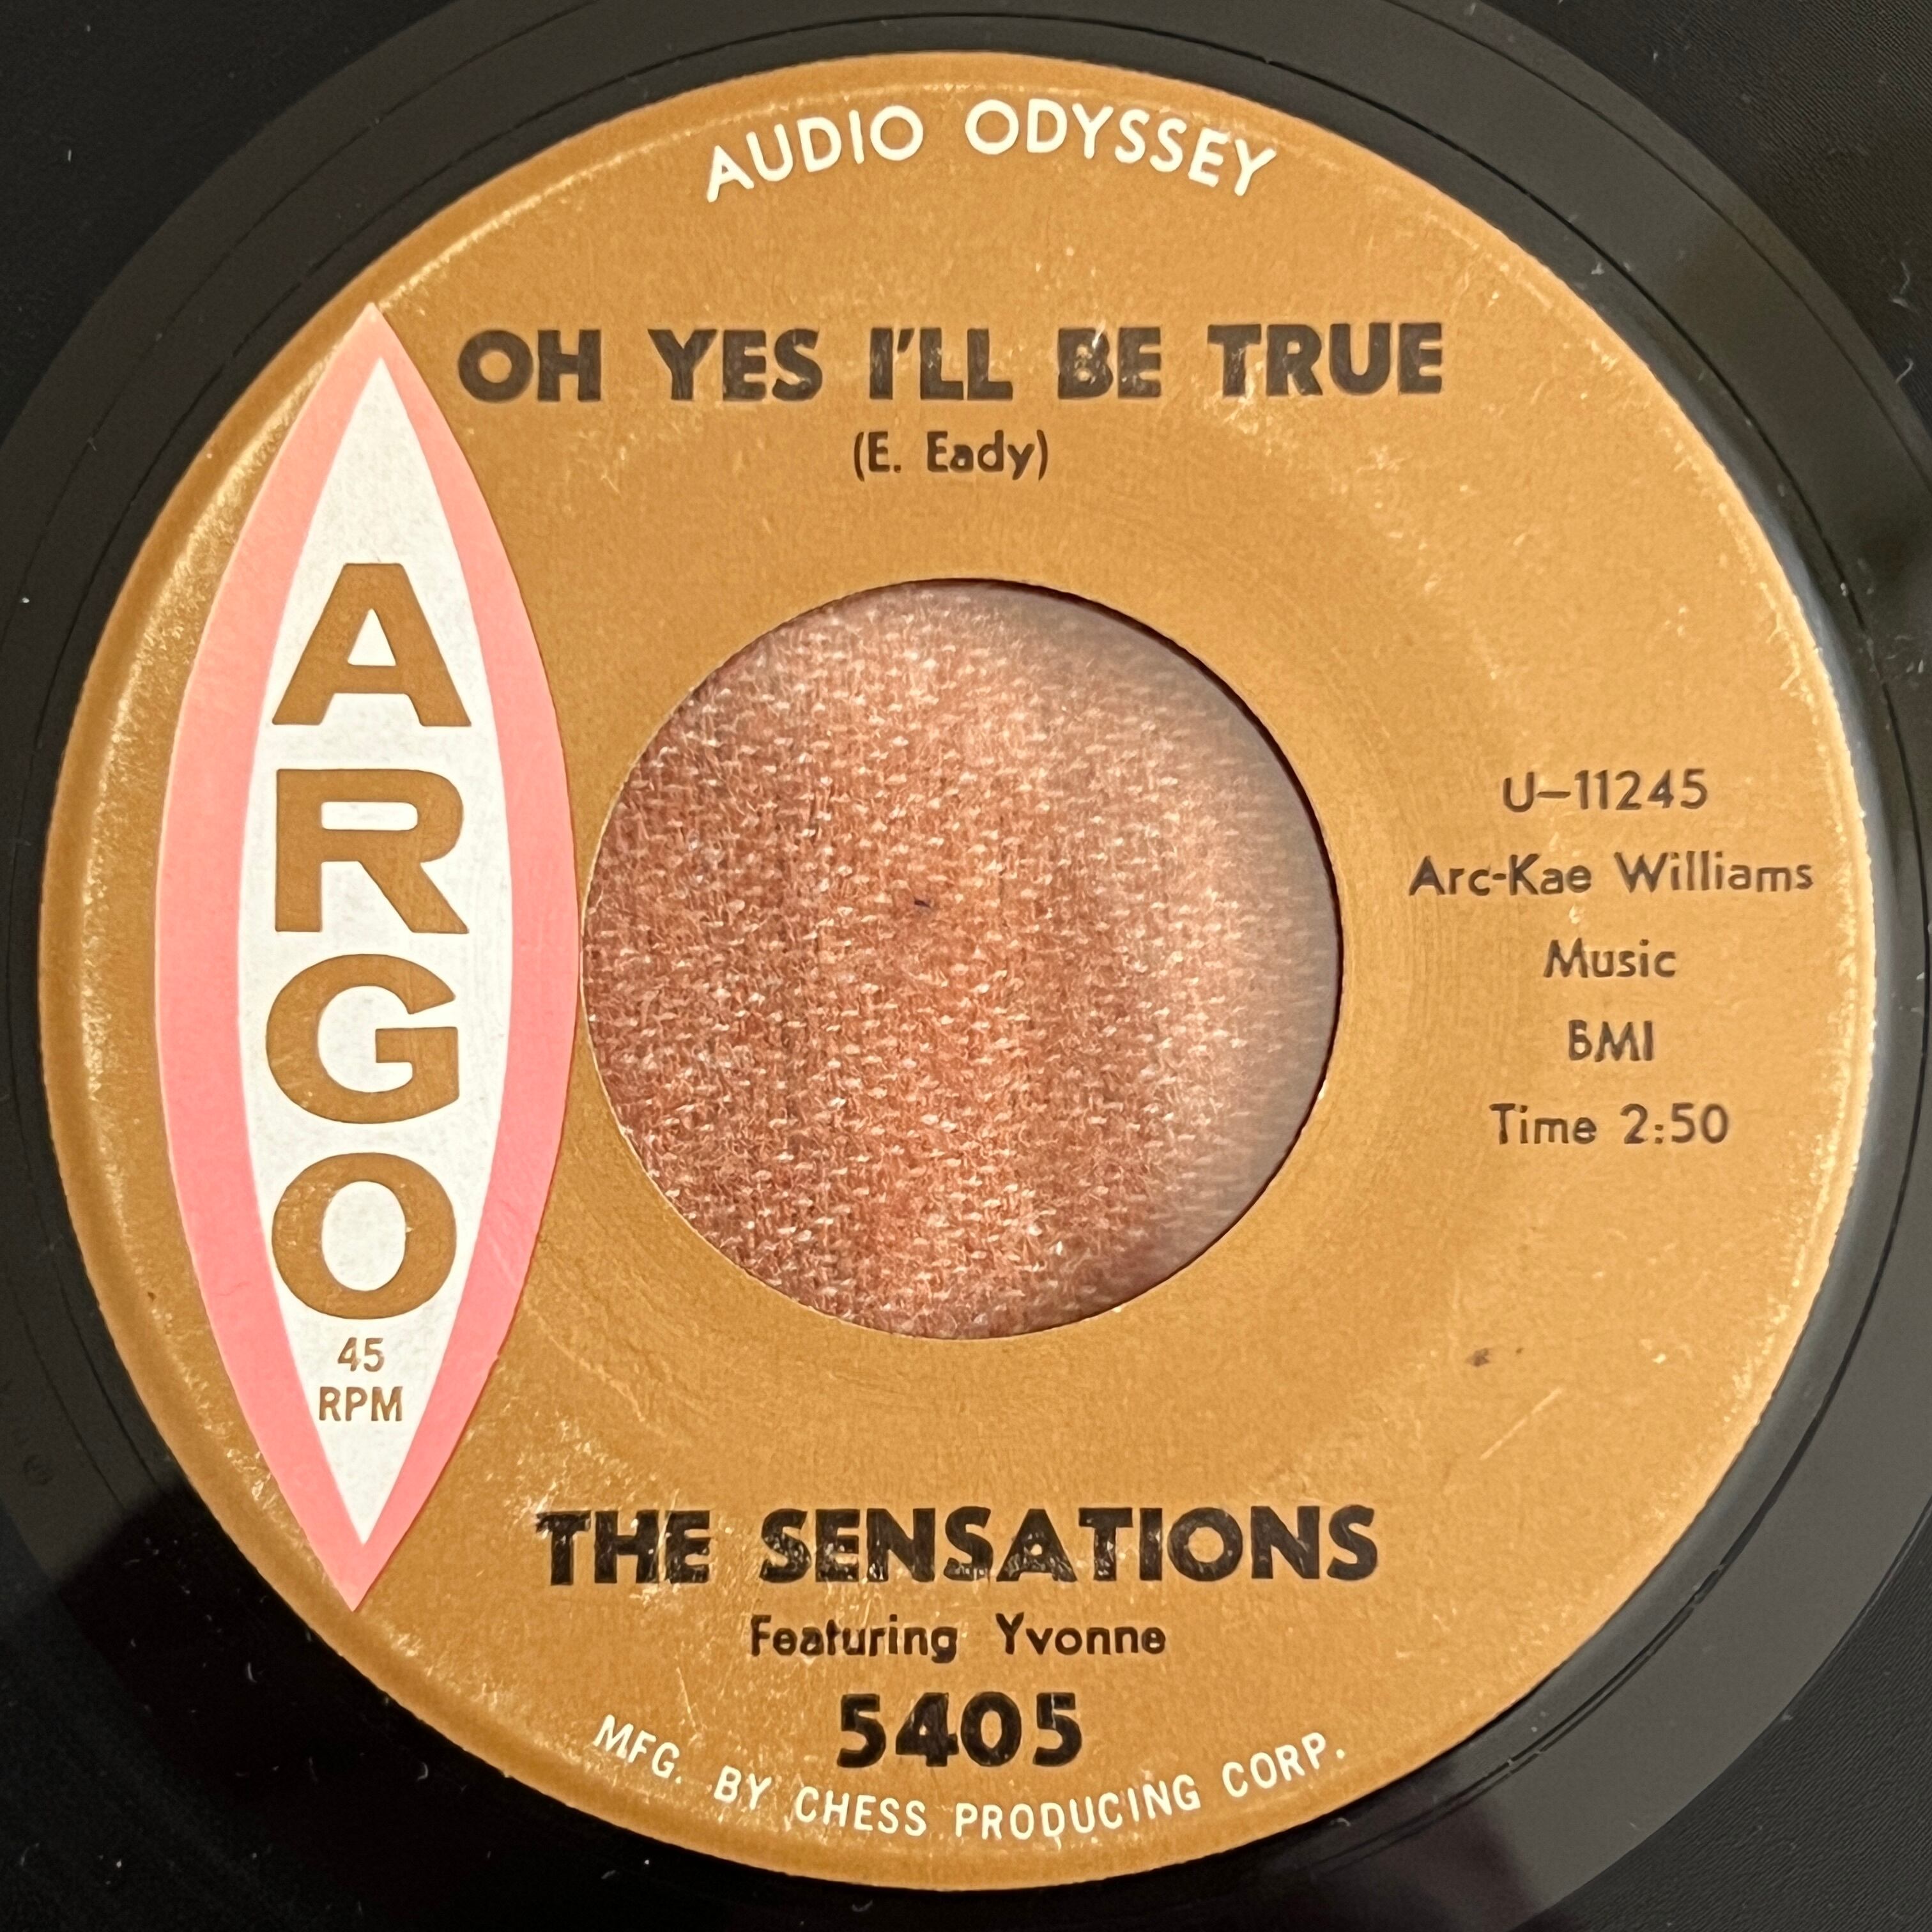 AUDIO ODYSSEY
OH YES I'LL BE TRUE
(E. Eady)
ARGO
45
RPM
U-11245
Arc-Kae Williams
Music
BMI
Time 2:50
THE SENSATIONS
Featuring Yvonne
5405
MFG. BY CHESS PRODUCING CORP.